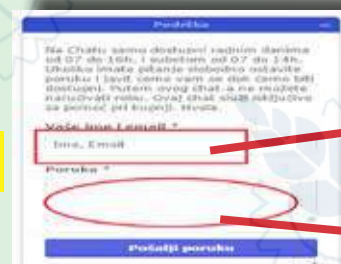 Podrška
Na Chatu samo dostupni radnim danima
od 07 do 16h. i subotom od 07 do 14h.
Ukoliko imate pitanje slobodno ostavite
poruku i javit ćemo vam se dok ćemo biti
dostupni. Putem ovog chat-a ne možete
naručivati robu. Ovaj chat služi isključivo
za pomoć pri kupnji. Hvala.
Vaše ime i email *
Ime, Email
Poruka *
Pošalji poruku